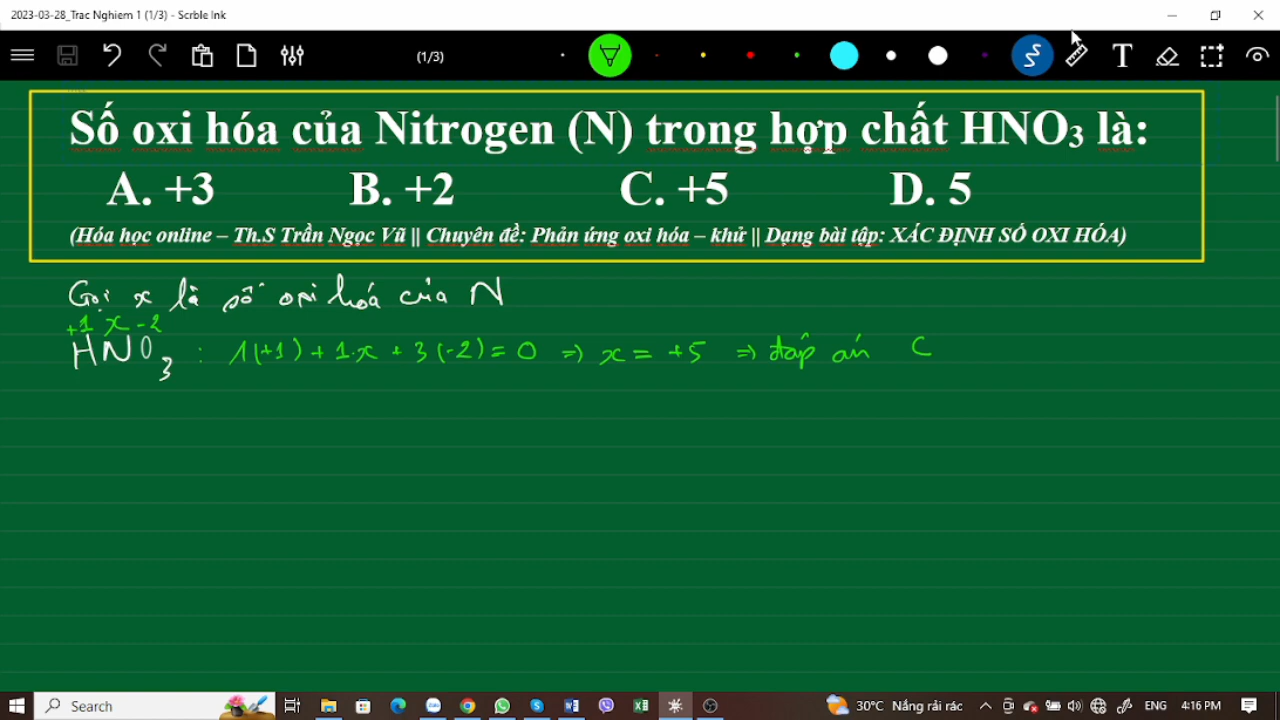 2023-03-28_Trac Nghiem 1 (1/3) - Scrble Ink
(1/3)
T
Số oxi hóa của Nitrogen (N) trong hợp chất HNO₃ là:
A. +3 B. +2 C. +5 D. 5
(Hóa học online – Th.S Trần Ngọc Vũ || Chuyên đề: Phản ứng oxi hóa – khử || Dạng bài tập: XÁC ĐỊNH SỐ OXI HÓA)
Gọi x là số oxi hóa của N
+1 x -2
HNO₃ : 1(+1) + 1.x + 3(-2) = 0 => x = +5 => đáp án C
Search 30°C Nắng rải rác ENG 4:16 PM